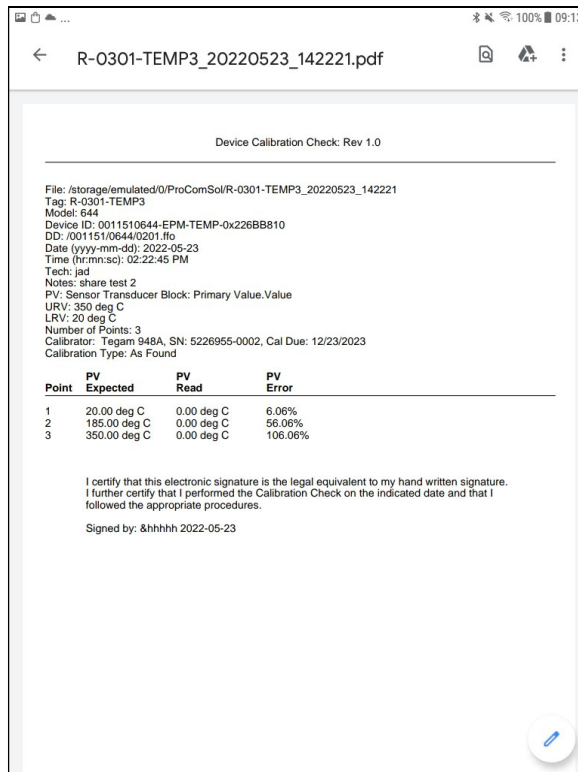 ... 100% 09:13
R-0301-TEMP3_20220523_142221.pdf
Device Calibration Check: Rev 1.0
File: /storage/emulated/0/ProComSol/R-0301-TEMP3_20220523_142221
Tag: R-0301-TEMP3
Model: 644
Device ID: 0011510644-EPM-TEMP-0x226BB810
DD: /001151/0644/0201.ffo
Date (yyyy-mm-dd): 2022-05-23
Time (hr:mn:sc): 02:22:45 PM
Tech: jad
Notes: share test 2
PV: Sensor Transducer Block: Primary Value.Value
URV: 350 deg C
LRV: 20 deg C
Number of Points: 3
Calibrator: Tegam 948A, SN: 5226955-0002, Cal Due: 12/23/2023
Calibration Type: As Found
PV PV PV
Point Expected Read Error
1 20.00 deg C 0.00 deg C 6.06%
2 185.00 deg C 0.00 deg C 56.06%
3 350.00 deg C 0.00 deg C 106.06%
I certify that this electronic signature is the legal equivalent to my hand written signature.
I further certify that I performed the Calibration Check on the indicated date and that I
followed the appropriate procedures.
Signed by: &hhhhh 2022-05-23